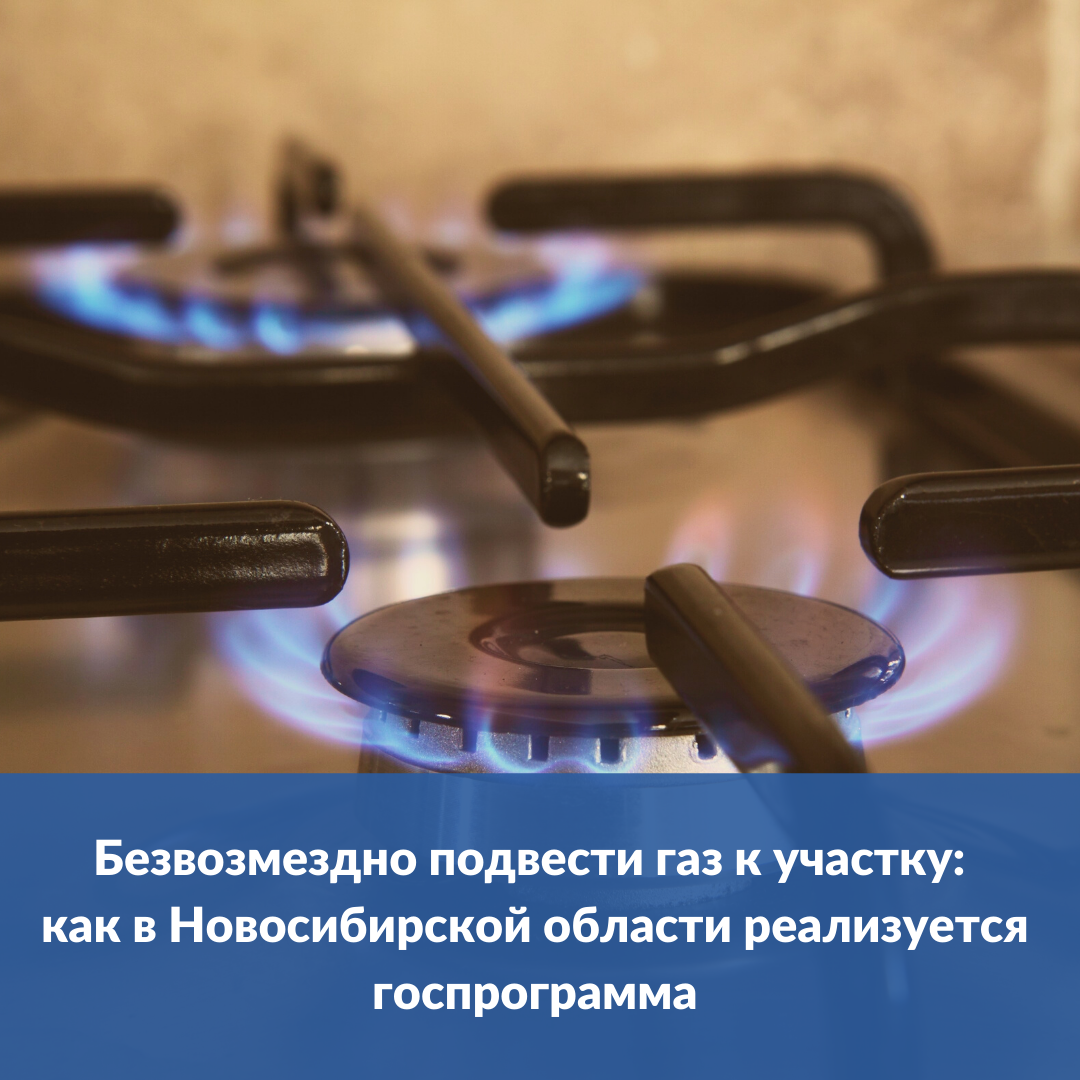 Безвозмездно подвести газ к участку:
как в Новосибирской области реализуется
госпрограмма